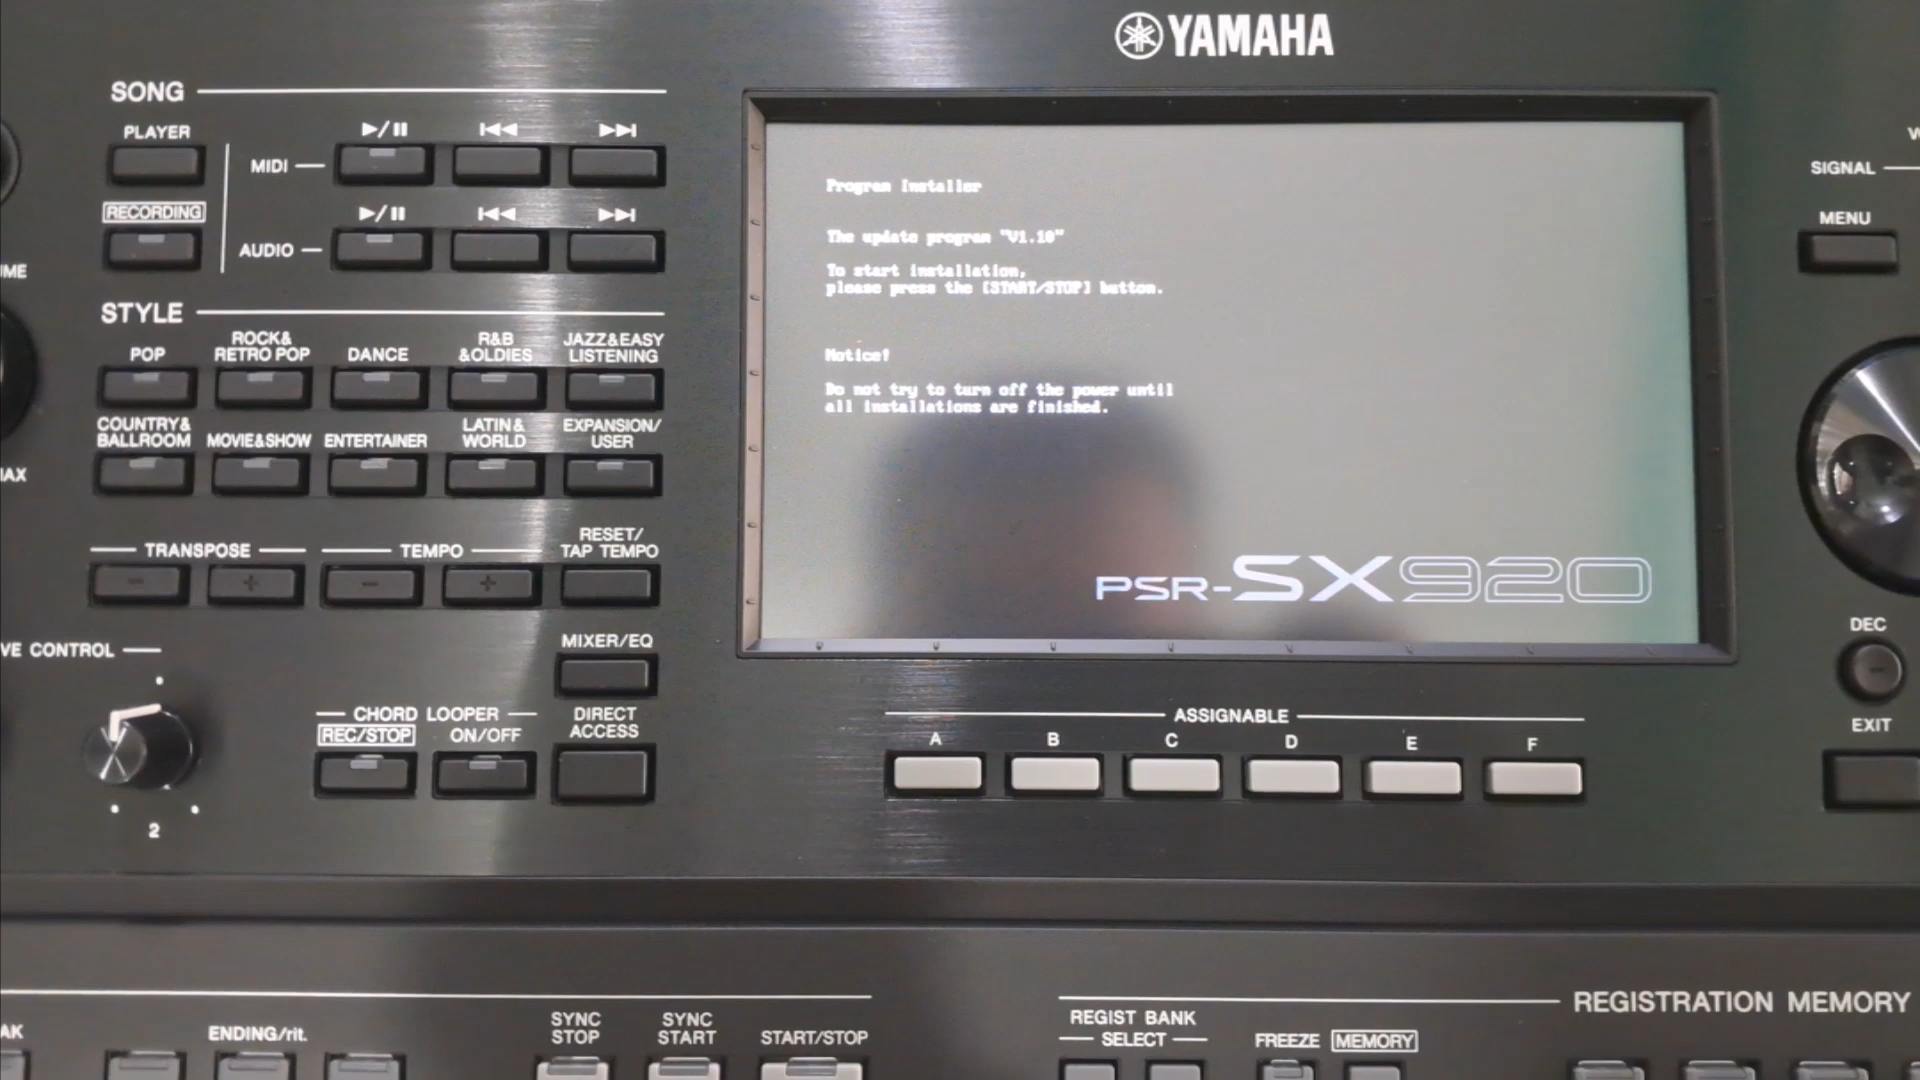 YAMAHA
SONG
PLAYER
MIDI
RECORDING
AUDIO
STYLE
POP
ROCK&
RETRO POP
DANCE
R&B
&OLDIES
JAZZ&EASY
LISTENING
COUNTRY&
BALLROOM
MOVIE&SHOW
ENTERTAINER
LATIN&
WORLD
EXPANSION/
USER
TRANSPOSE
TEMPO
RESET/
TAP TEMPO
- + - +
VE CONTROL
2
MIXER/EQ
CHORD LOOPER
REC/STOP
ON/OFF
DIRECT
ACCESS
Program Installer
The update program "V1.10"
To start installation,
please press the [START/STOP] button.
Notice!
Do not try to turn off the power until
all installations are finished.
PSR-SX920
ASSIGNABLE
A B C D E F
SIGNAL
MENU
DEC
-
EXIT
ENDING/rit.
SYNC
STOP
SYNC
START
START/STOP
REGIST BANK
SELECT
FREEZE
MEMORY
REGISTRATION MEMORY